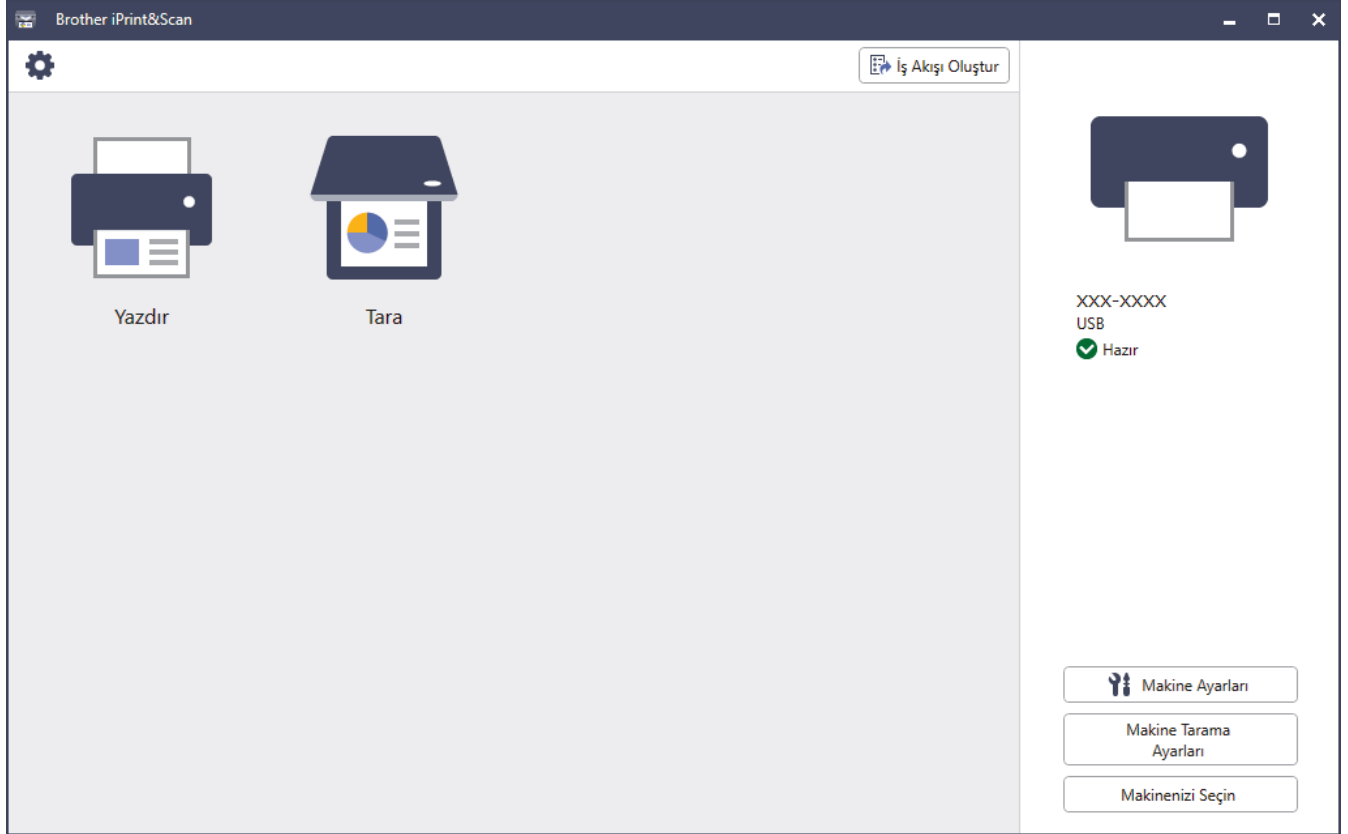 Brother iPrint&Scan
İş Akışı Oluştur
Yazdır
Tara
XXX-XXXX
USB
Hazır
Makine Ayarları
Makine Tarama
Ayarları
Makinenizi Seçin